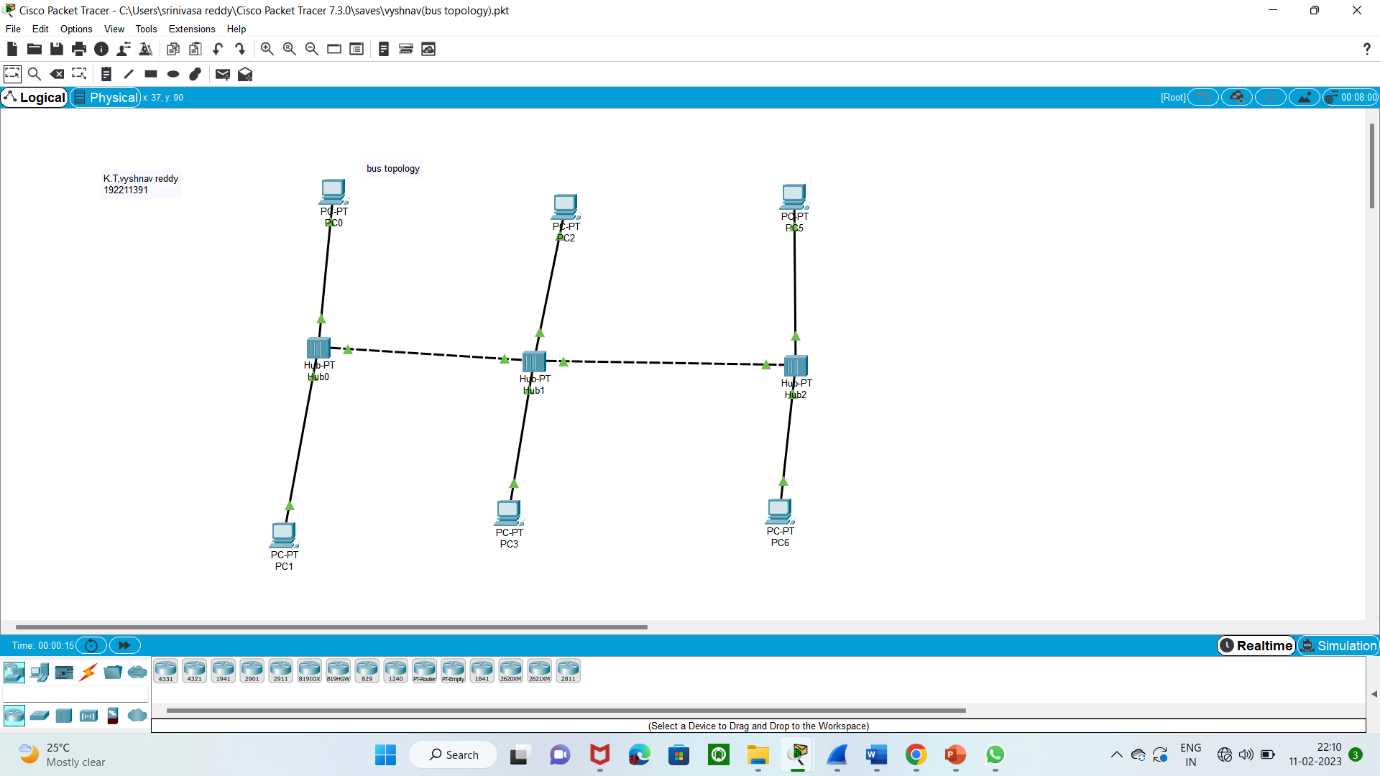 Cisco Packet Tracer - C:\Users\srinivasa reddy\Cisco Packet Tracer 7.3.0\saves\vyshnav(bus topology).pkt
File Edit Options View Tools Extensions Help
?
Logical Physical x: 37, y: 90 [Root] 00:08:00
bus topology
K.T,vyshnav reddy
192211391
PC-PT
PC0
PC-PT
PC2
PC-PT
PC5
Hub-PT
Hub0
Hub-PT
Hub1
Hub-PT
Hub2
PC-PT
PC1
PC-PT
PC3
PC-PT
PC6
Time: 00:00:15 Realtime Simulation
4331 4321 1941 2901 2911 819IOX 819HGW 829 1240 PT-Router PT-Empty 1841 2620XM 2621XM 2811
(Select a Device to Drag and Drop to the Workspace)
25°C
Mostly clear
Search
ENG
IN
22:10
11-02-2023
3